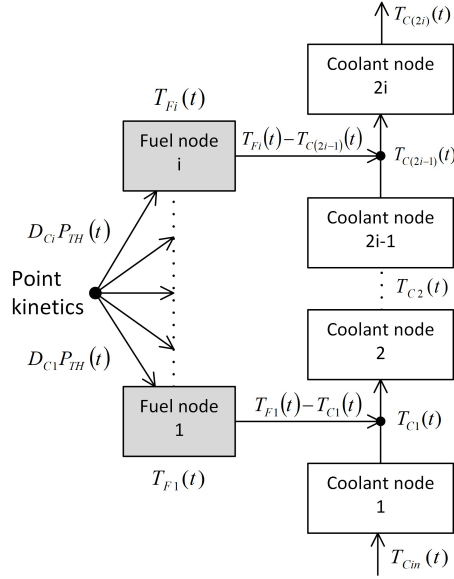 T_{C(2i)}(t)
Coolant node
2i
T_{Fi}(t)
Fuel node
i
T_{Fi}(t)−T_{C(2i−1)}(t)
T_{C(2i−1)}(t)
D_{Ci}P_{TH}(t)
Coolant node
2i-1
Point
kinetics
T_{C2}(t)
D_{C1}P_{TH}(t)
Coolant node
2
Fuel node
1
T_{F1}(t)−T_{C1}(t)
T_{C1}(t)
T_{F1}(t)
Coolant node
1
T_{Cin}(t)